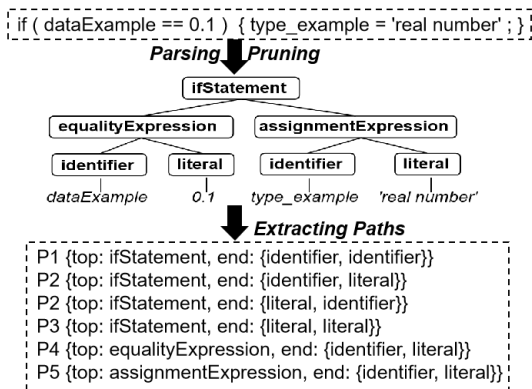 if ( dataExample == 0.1 ) { type_example = 'real number' ; }
Parsing Pruning
ifStatement
equalityExpression assignmentExpression
identifier literal identifier literal
dataExample 0.1 type_example 'real number'
Extracting Paths
P1 {top: ifStatement, end: {identifier, identifier}}
P2 {top: ifStatement, end: {identifier, literal}}
P2 {top: ifStatement, end: {literal, identifier}}
P3 {top: ifStatement, end: {literal, literal}}
P4 {top: equalityExpression, end: {identifier, literal}}
P5 {top: assignmentExpression, end: {identifier, literal}}